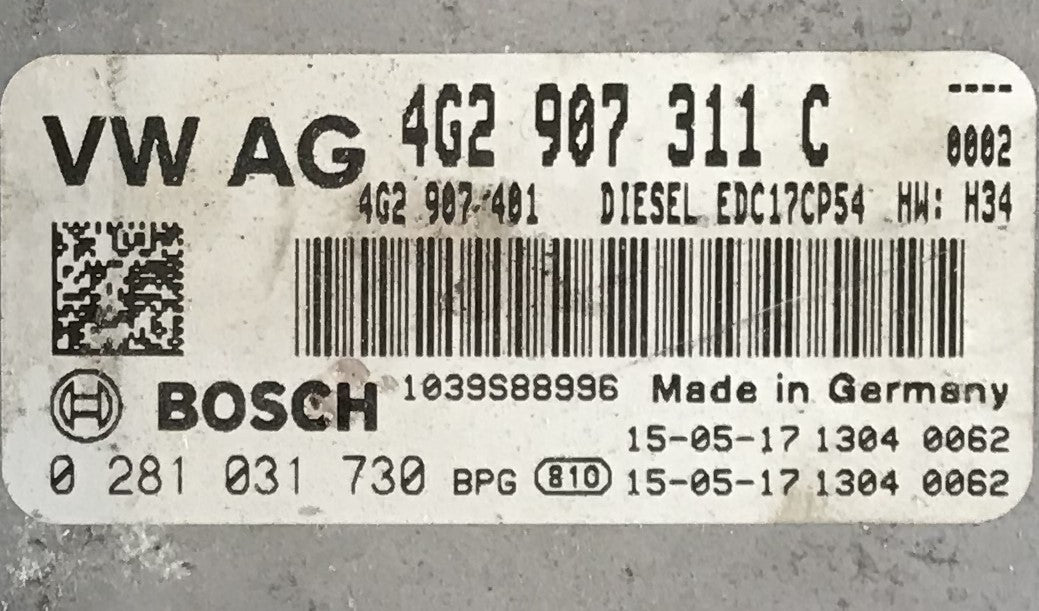 VW AG 4G2 907 311 C
----
0002
4G2 907 401 DIESEL EDC17CP54 HW: H34
BOSCH 1039S88996 Made in Germany
15-05-17 1304 0062
0 281 031 730 BPG 810 15-05-17 1304 0062